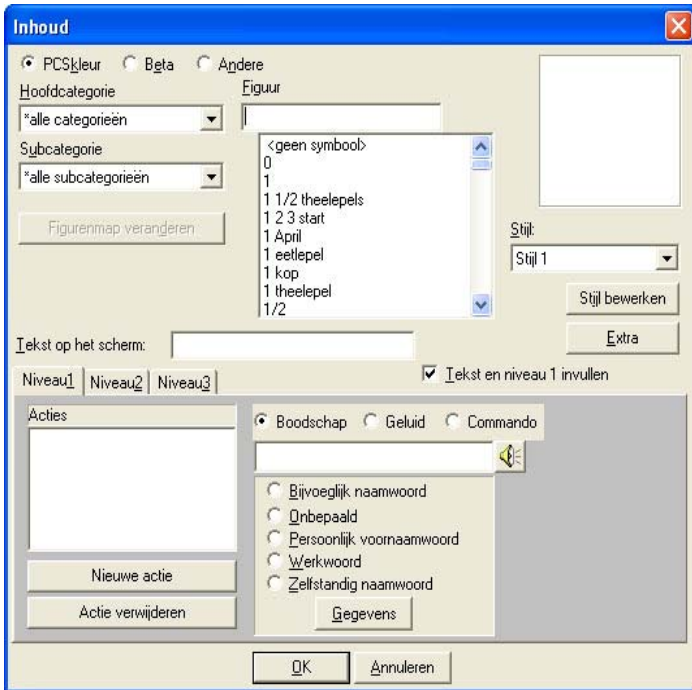 Inhoud
PCSkleur Beta Andere
Hoofdcategorie
*alle categorieën
Subcategorie
*alle subcategorieën
Figurenmap veranderen
Figuur
<geen symbool>
0
1
1 1/2 theelepels
1 2 3 start
1 April
1 eetlepel
1 kop
1 theelepel
1/2
Stijl:
Stijl 1
Stijl bewerken
Extra
Tekst op het scherm:
Tekst en niveau 1 invullen
Niveau1 Niveau2 Niveau3
Acties
Nieuwe actie
Actie verwijderen
Boodschap Geluid Commando
Bijvoeglijk naamwoord
Onbepaald
Persoonlijk voornaamwoord
Werkwoord
Zelfstandig naamwoord
Gegevens
OK Annuleren